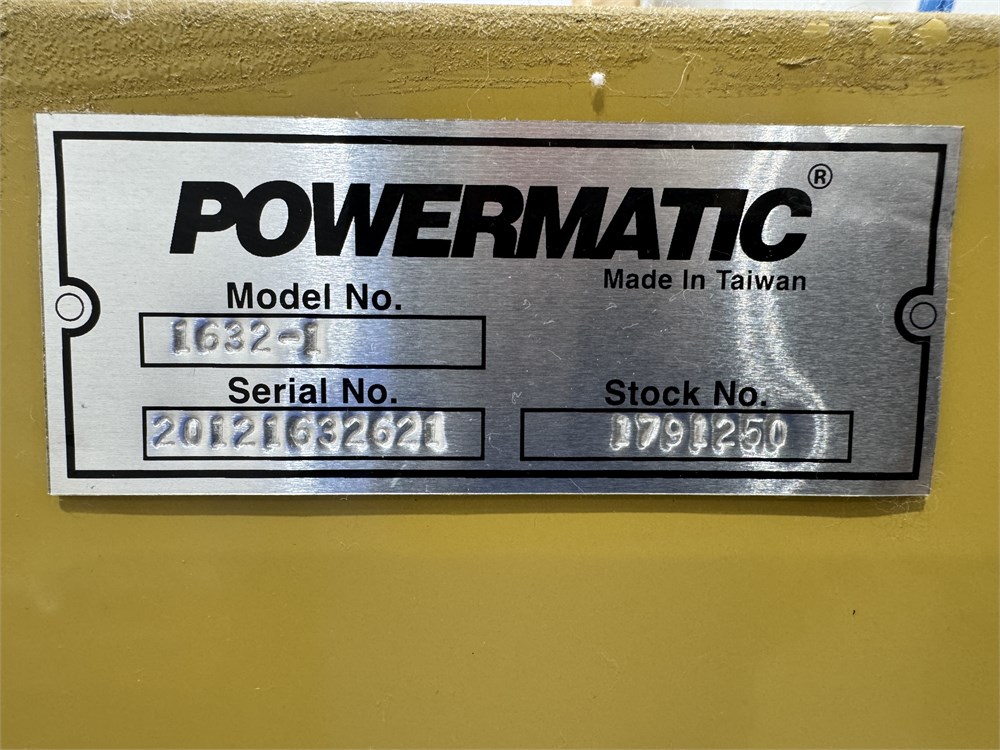 POWERMATIC®
Made In Taiwan
Model No.
1632-1
Serial No.
20121632621
Stock No.
1791250